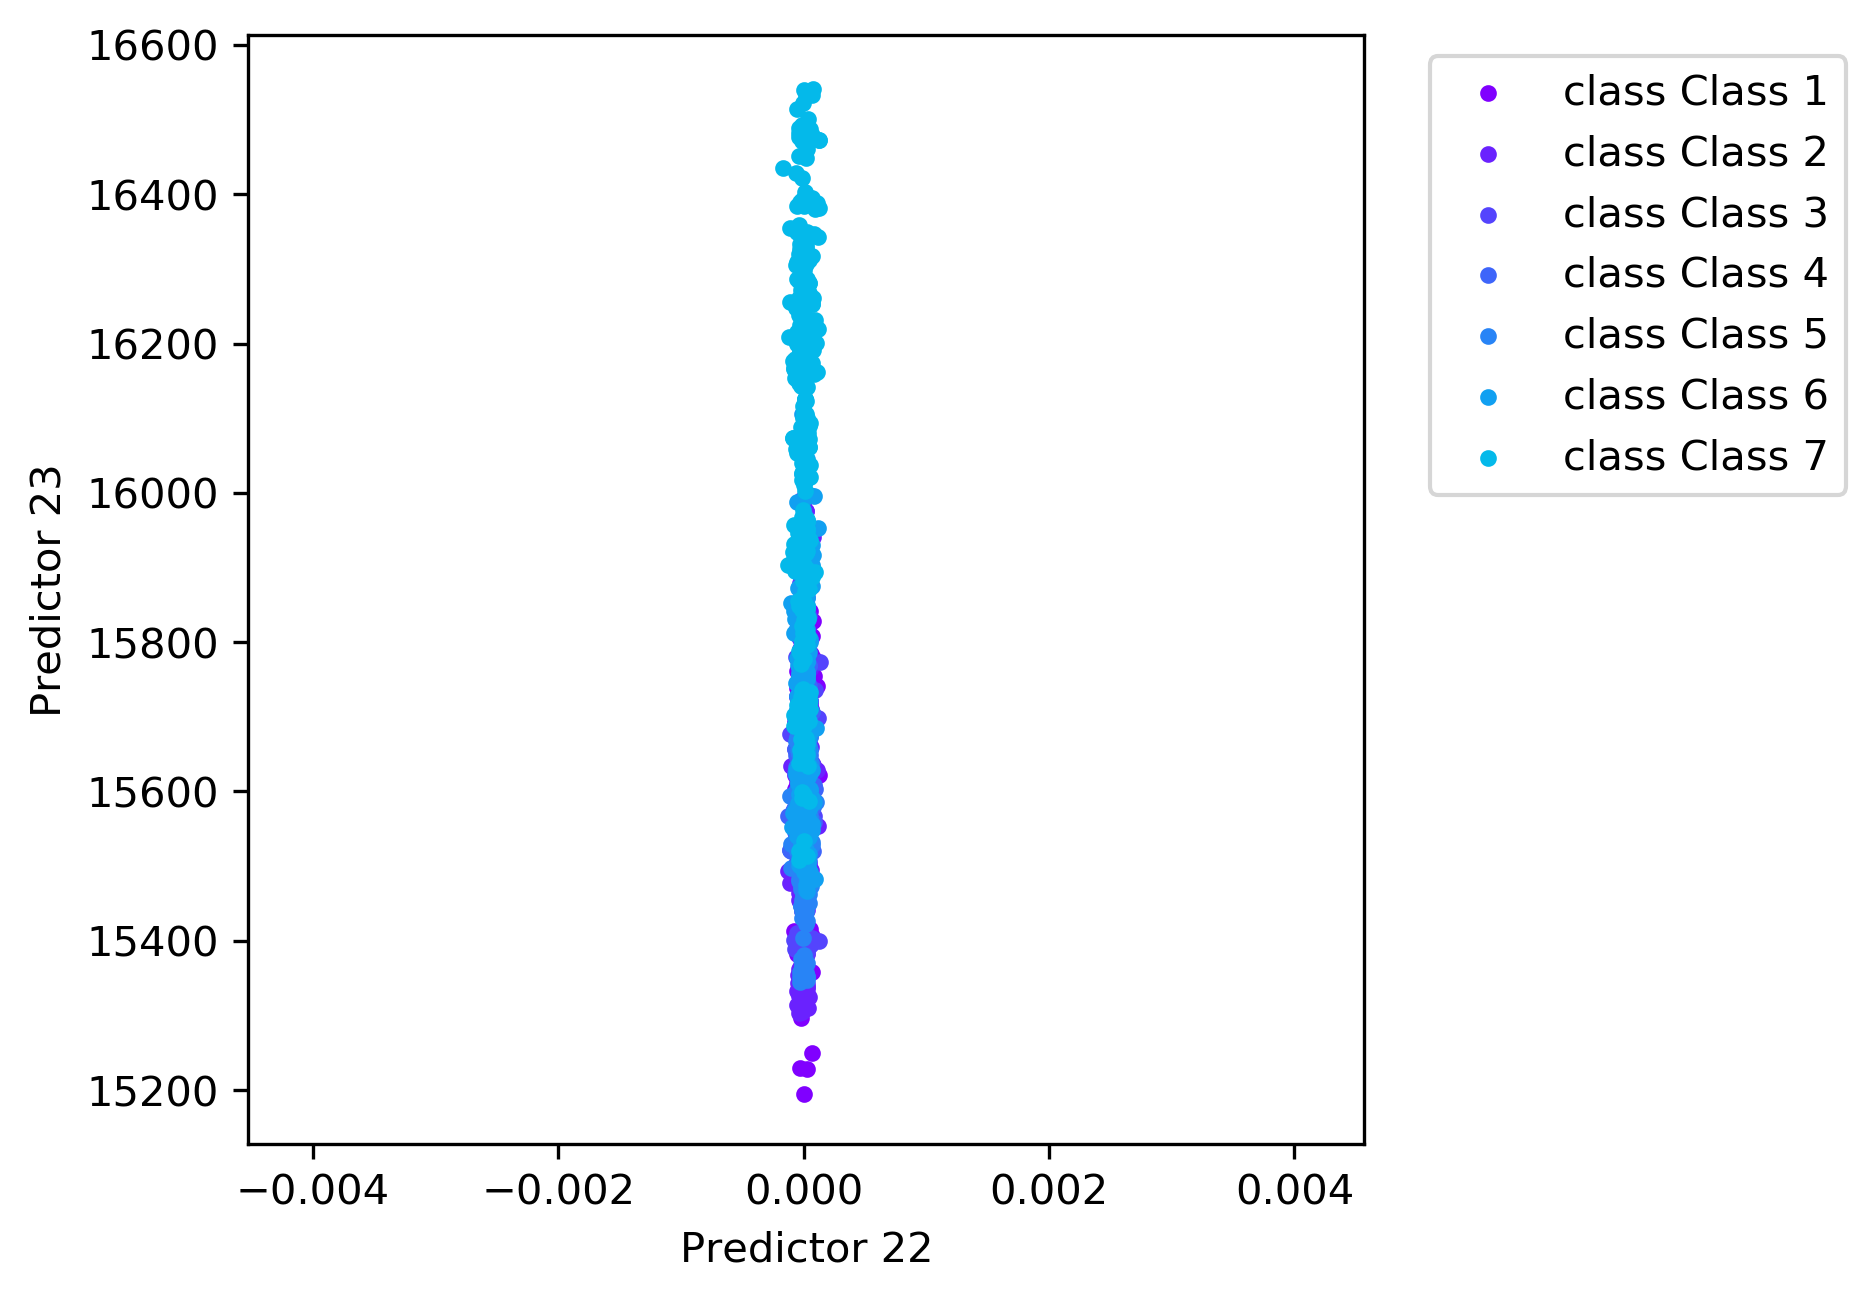 16600
16400
16200
16000
15800
15600
15400
15200
Predictor 23
−0.004
−0.002
0.000
0.002
0.004
Predictor 22
class Class 1
class Class 2
class Class 3
class Class 4
class Class 5
class Class 6
class Class 7